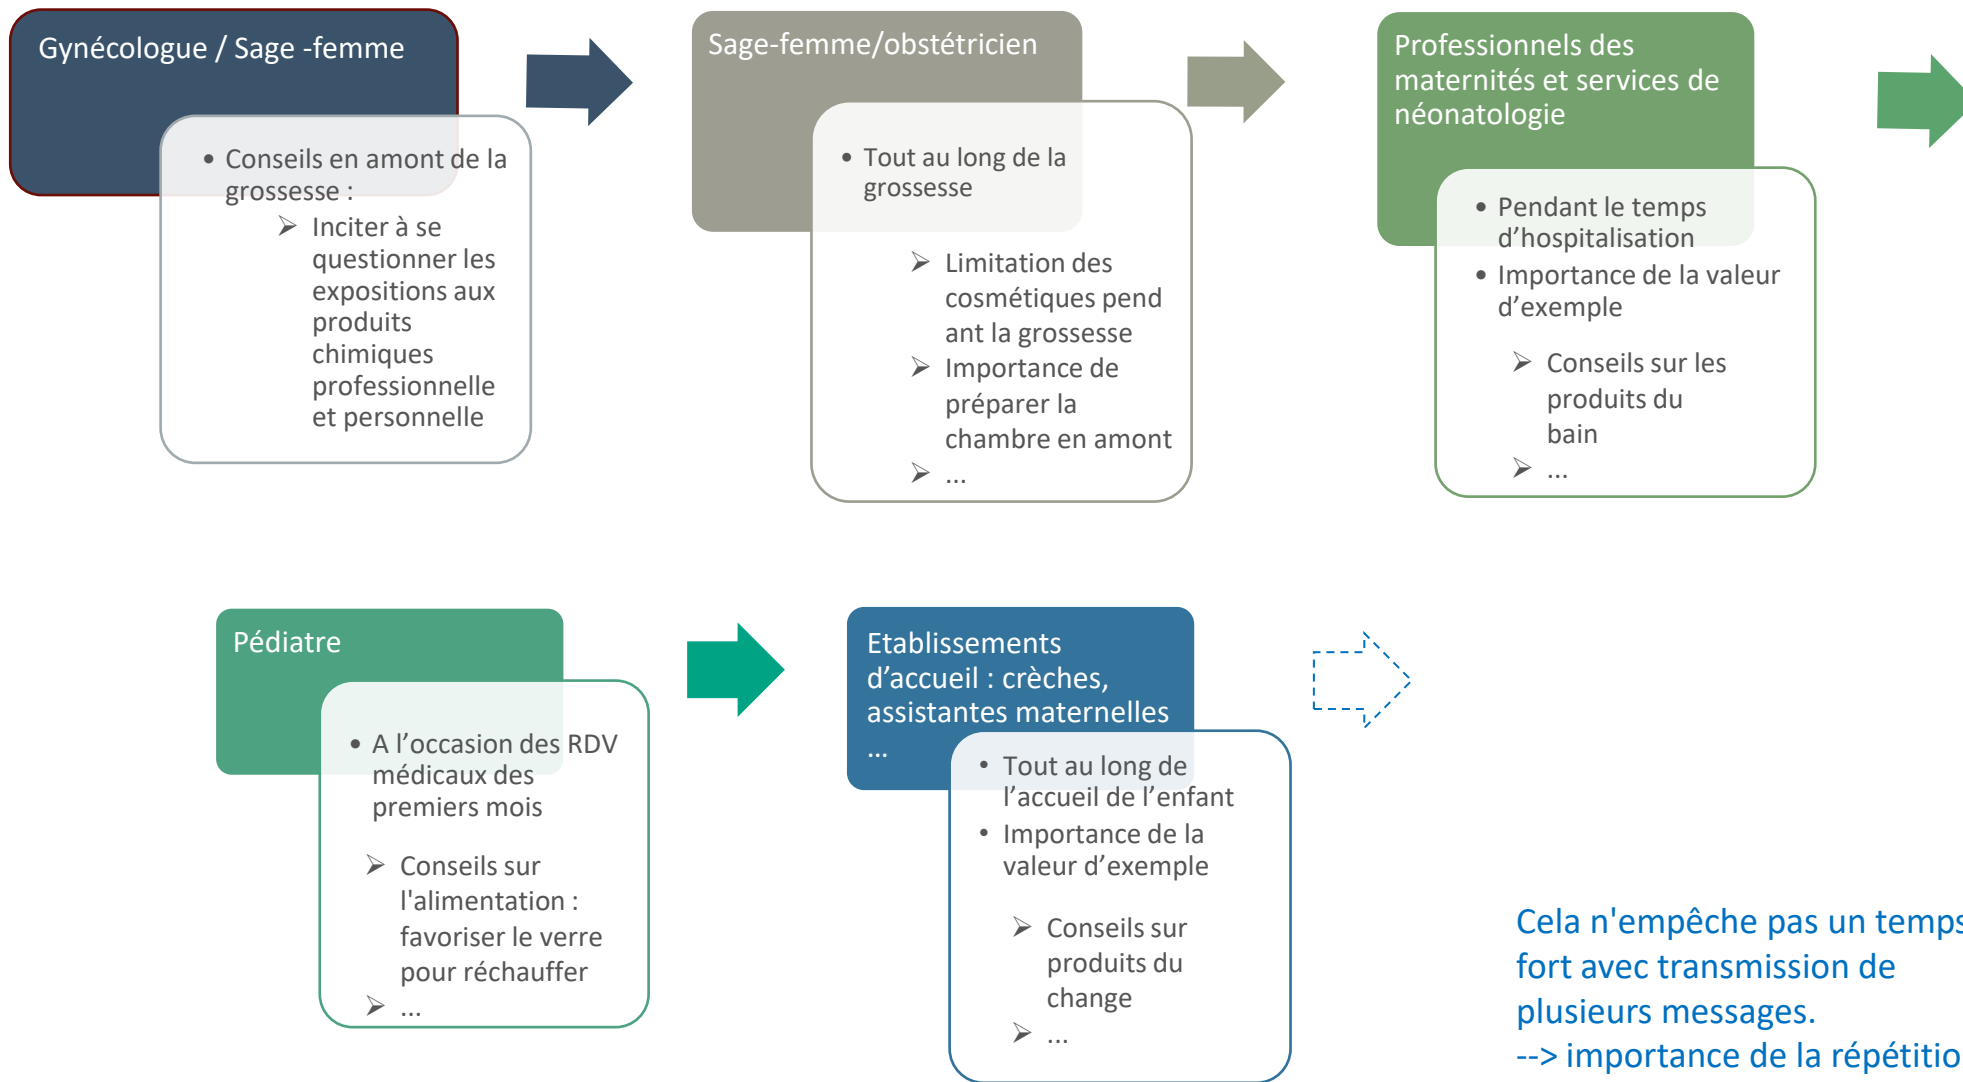 Gynécologue / Sage -femme
• Conseils en amont de la
grossesse :
➢ Inciter à se
questionner les
expositions aux
produits
chimiques
professionnelle
et personnelle
Sage-femme/obstétricien
• Tout au long de la
grossesse
➢ Limitation des
cosmétiques pend
ant la grossesse
➢ Importance de
préparer la
chambre en amont
➢ ...
Professionnels des
maternités et services de
néonatologie
• Pendant le temps
d’hospitalisation
• Importance de la valeur
d’exemple
➢ Conseils sur les
produits du
bain
➢ ...
Pédiatre
• A l’occasion des RDV
médicaux des
premiers mois
➢ Conseils sur
l'alimentation :
favoriser le verre
pour réchauffer
➢ ...
Etablissements
d’accueil : crèches,
assistantes maternelles
...
• Tout au long de
l’accueil de l’enfant
• Importance de la
valeur d’exemple
➢ Conseils sur
produits du
change
➢ ...
Cela n'empêche pas un temps
fort avec transmission de
plusieurs messages.
--> importance de la répétitio